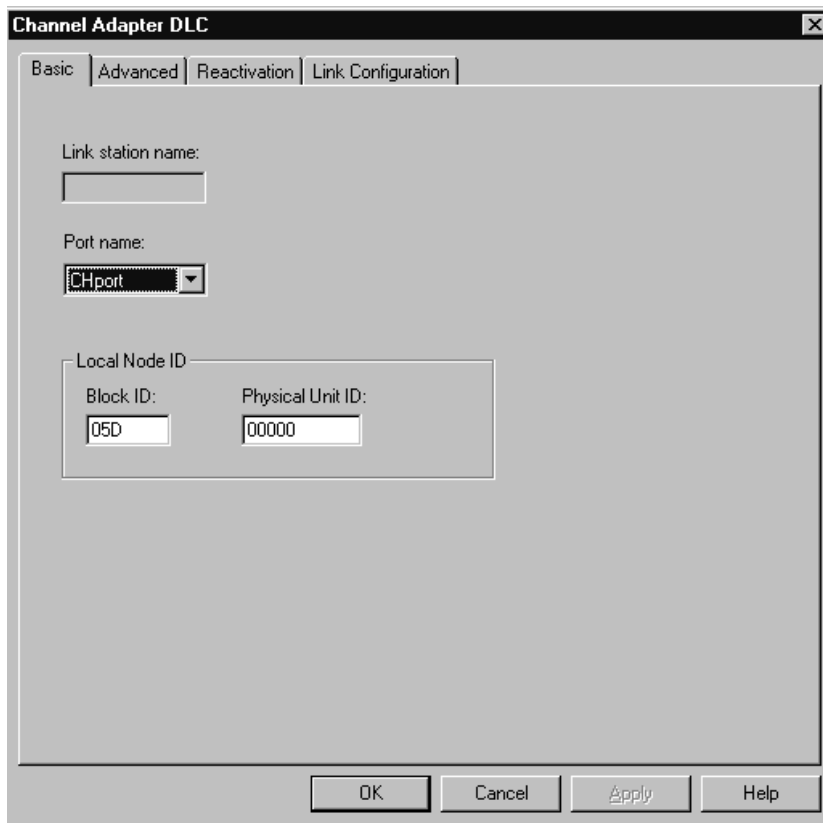 Channel Adapter DLC
Basic Advanced Reactivation Link Configuration
Link station name:
Port name:
CHport
Local Node ID
Block ID: Physical Unit ID:
05D 00000
OK Cancel Apply Help